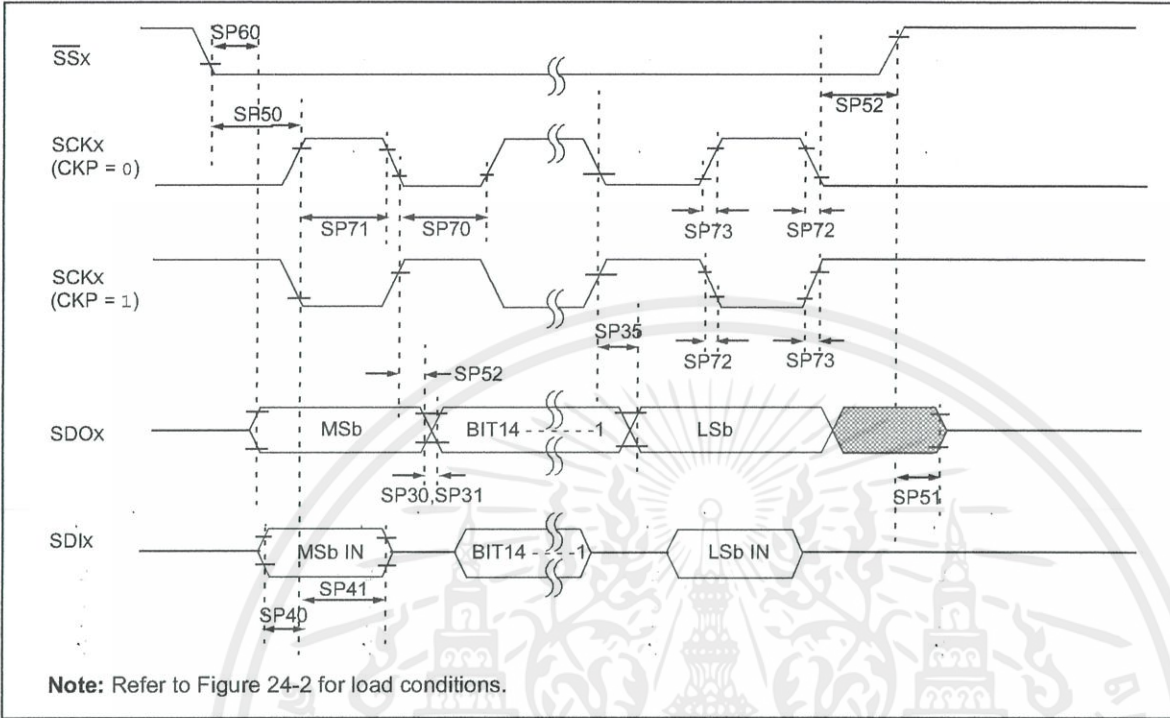 SP60
SSx
SP50
SP52
SCKx
(CKP = 0)
SP71
SP70
SP73
SP72
SCKx
(CKP = 1)
SP35
SP72
SP73
SP52
SDOx
MSb
BIT14 - - - - - -1
LSb
SP30,SP31
SP51
SDIx
MSb IN
BIT14 - - - -1
LSb IN
SP41
SP40
Note: Refer to Figure 24-2 for load conditions.